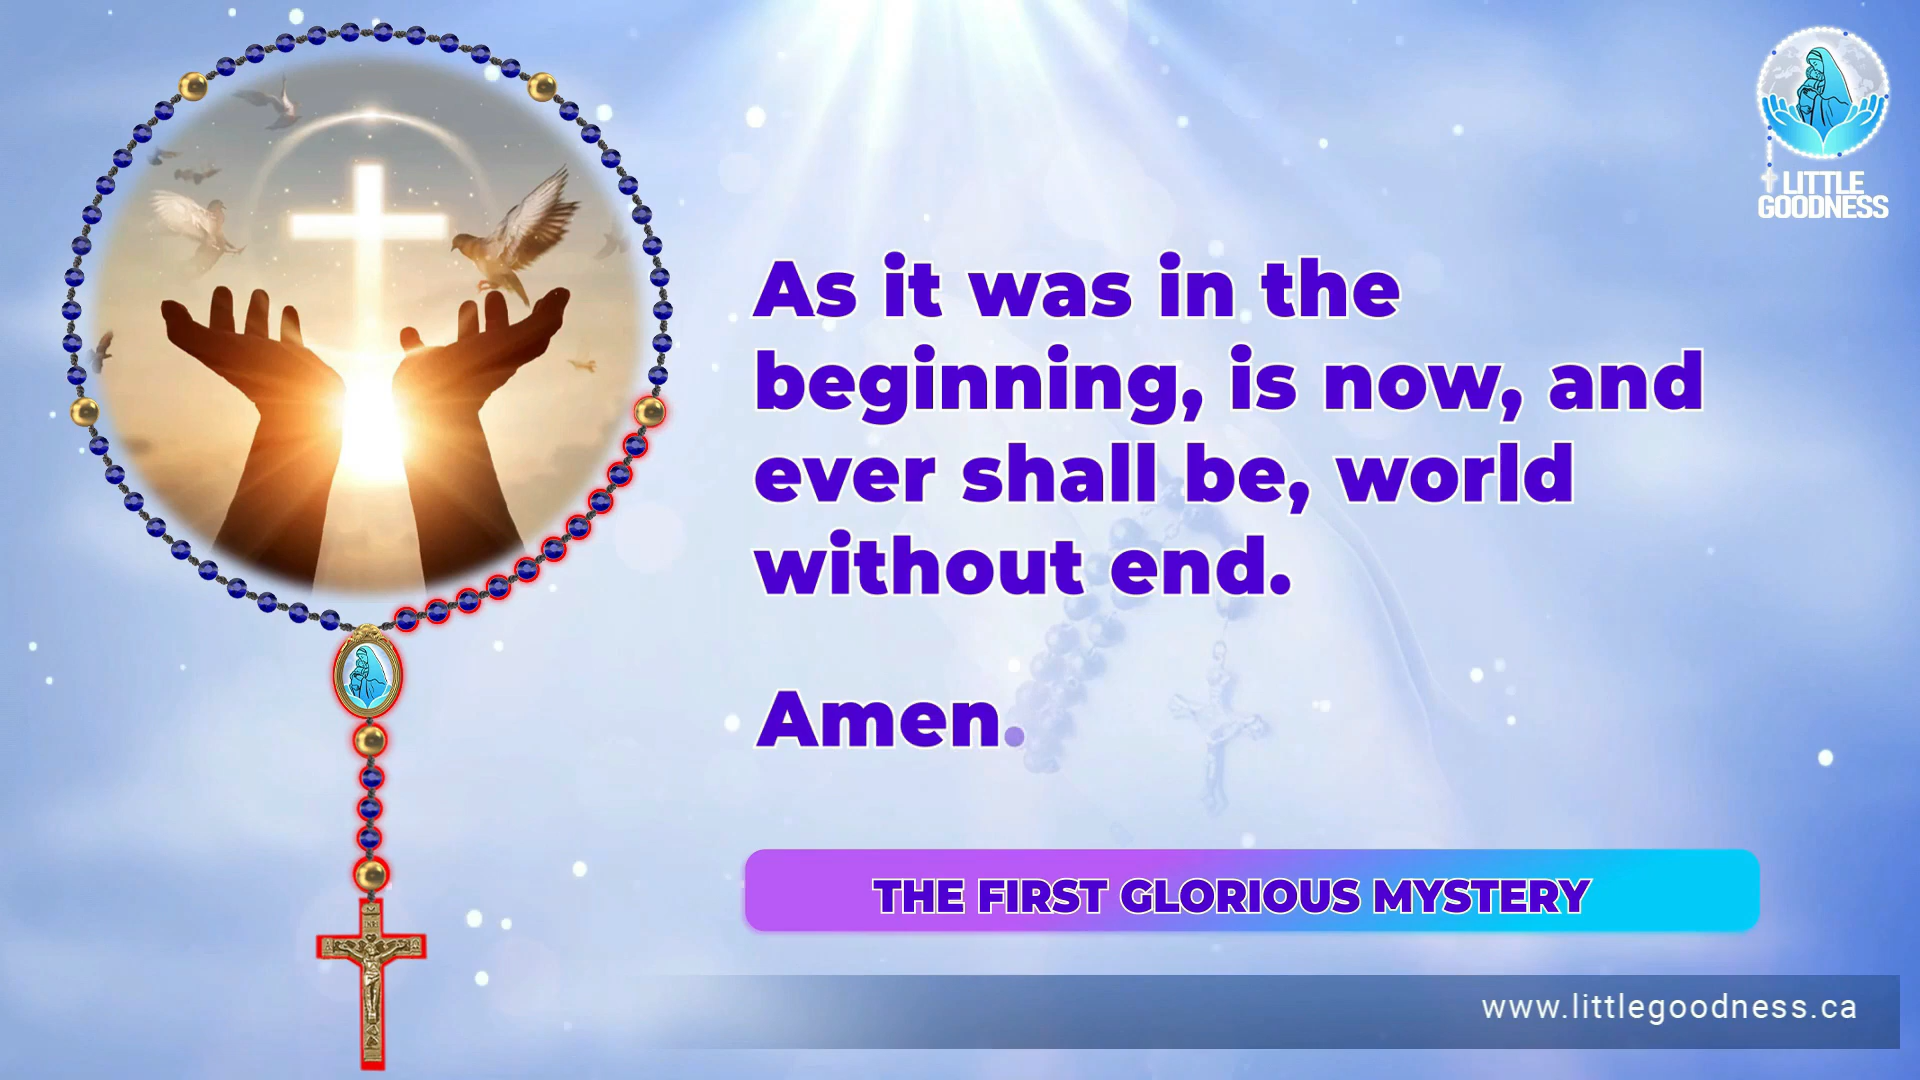 LITTLE
GOODNESS
As it was in the
beginning, is now, and
ever shall be, world
without end.
Amen.
THE FIRST GLORIOUS MYSTERY
www.littlegoodness.ca